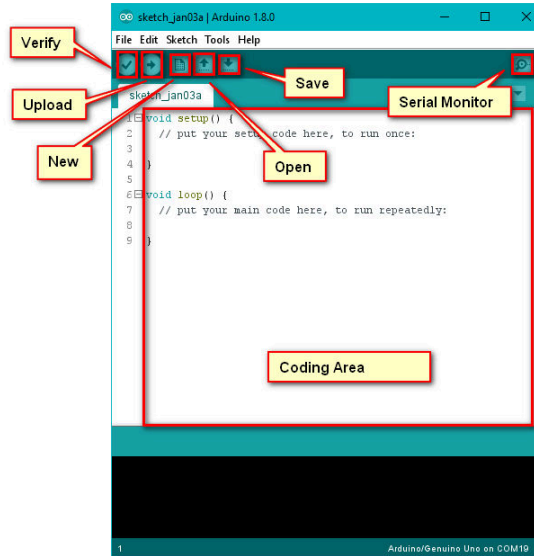 sketch_jan03a | Arduino 1.8.0
File Edit Sketch Tools Help
Verify
Upload
New
Save
Open
Serial Monitor
sketch_jan03a
1 void setup() {
2 // put your setup code here, to run once:
3
4 }
5
6 void loop() {
7 // put your main code here, to run repeatedly:
8
9 }
Coding Area
1
Arduino/Genuino Uno on COM19